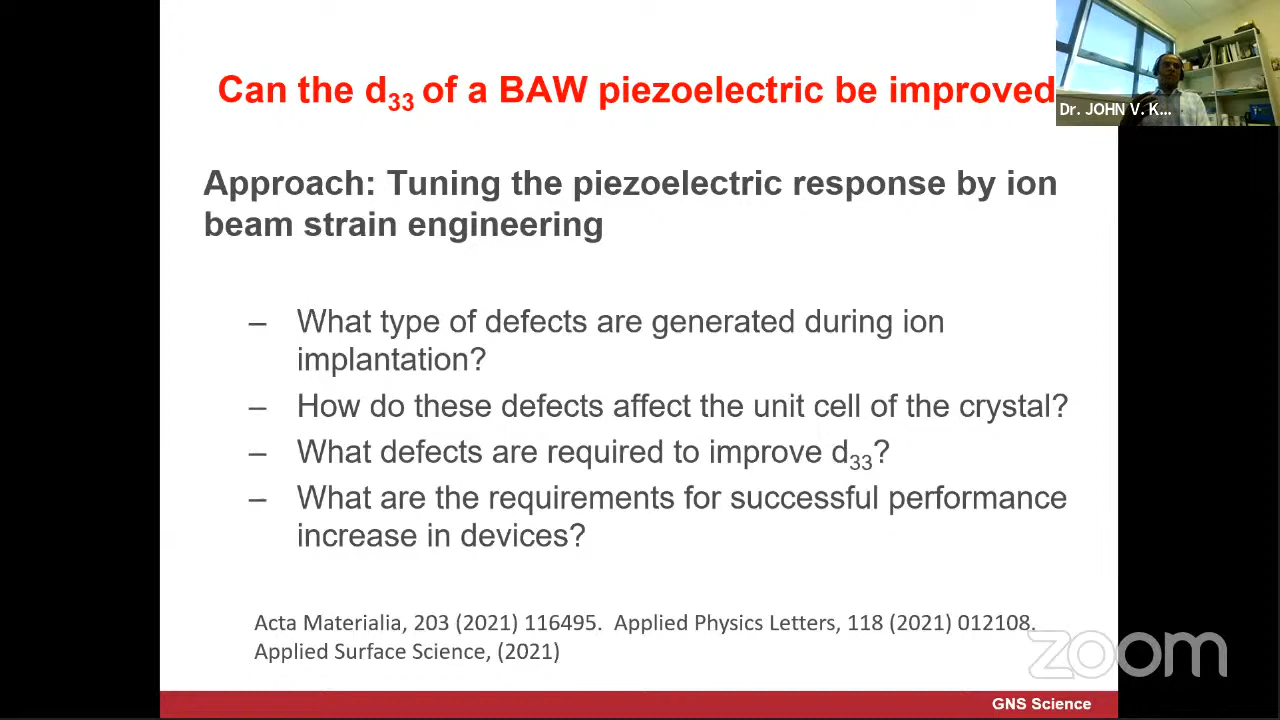 Can the d33 of a BAW piezoelectric be improved
Dr. JOHN V. K...
Approach: Tuning the piezoelectric response by ion
beam strain engineering
– What type of defects are generated during ion
implantation?
– How do these defects affect the unit cell of the crystal?
– What defects are required to improve d33?
– What are the requirements for successful performance
increase in devices?
Acta Materialia, 203 (2021) 116495. Applied Physics Letters, 118 (2021) 012108.
Applied Surface Science, (2021)
zoom
GNS Science